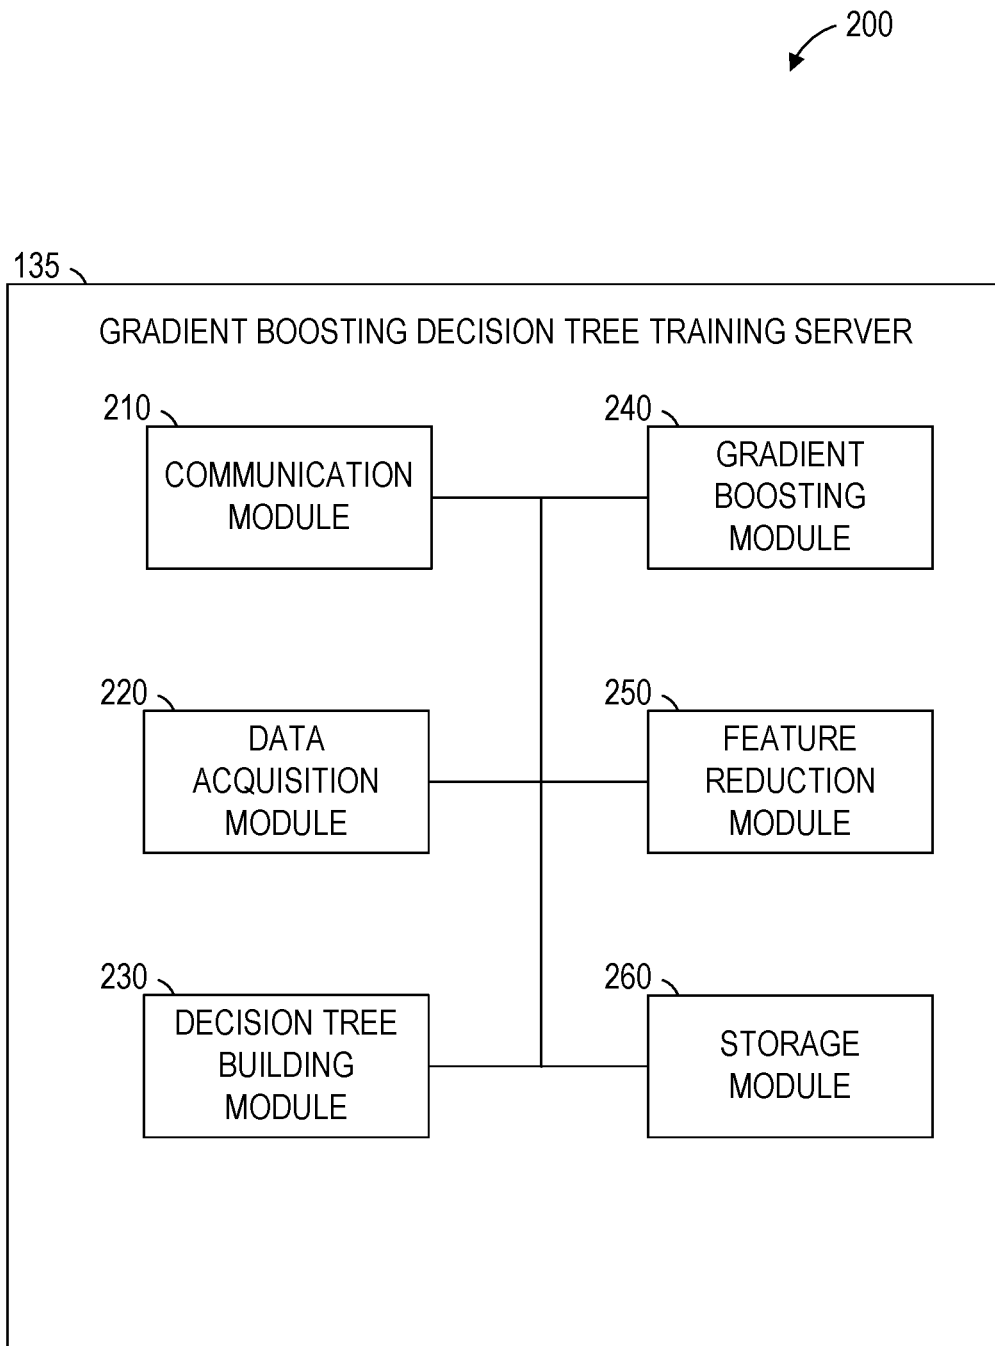 200
135
GRADIENT BOOSTING DECISION TREE TRAINING SERVER
210
COMMUNICATION
MODULE
240
GRADIENT
BOOSTING
MODULE
220
DATA
ACQUISITION
MODULE
250
FEATURE
REDUCTION
MODULE
230
DECISION TREE
BUILDING
MODULE
260
STORAGE
MODULE